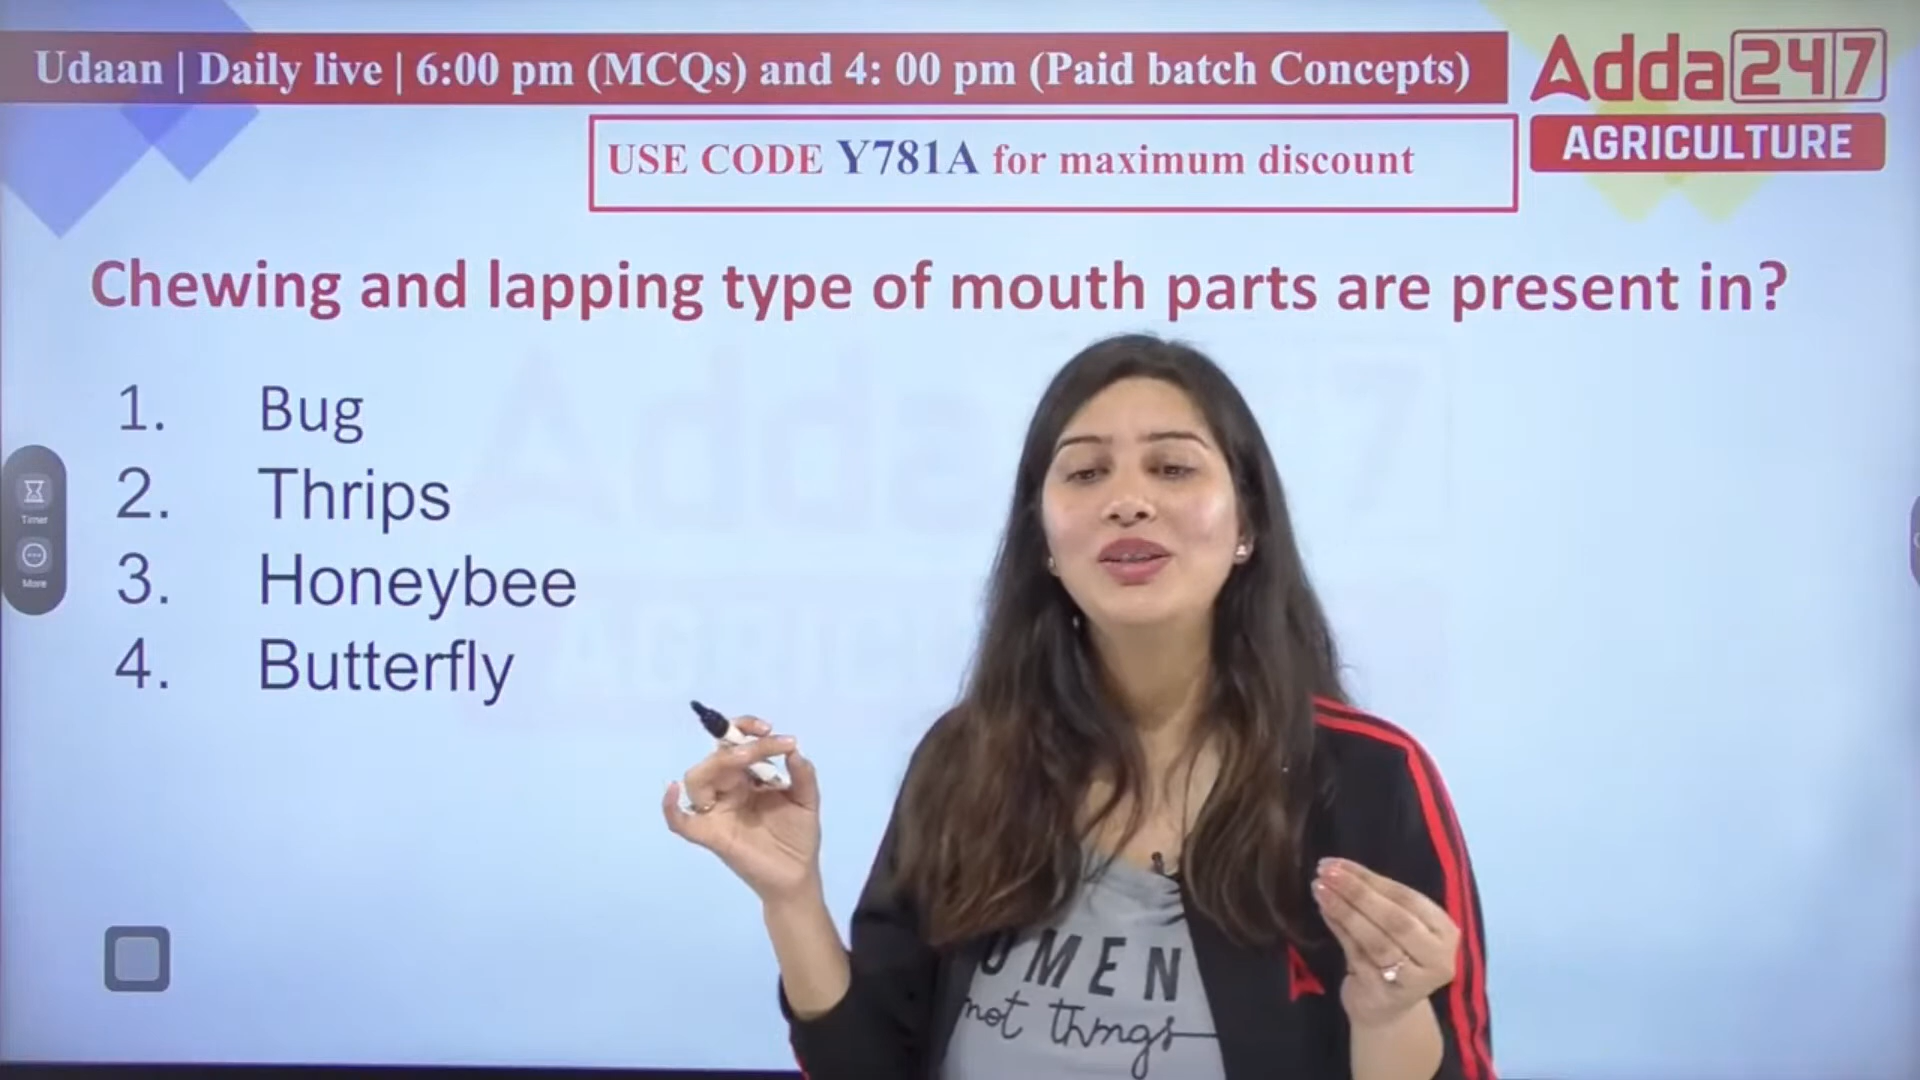 Udaan | Daily live | 6:00 pm (MCQs) and 4: 00 pm (Paid batch Concepts)
Adda247
AGRICULTURE
USE CODE Y781A for maximum discount
Chewing and lapping type of mouth parts are present in?
1. Bug
2. Thrips
3. Honeybee
4. Butterfly
Timer
More
OMEN
not things